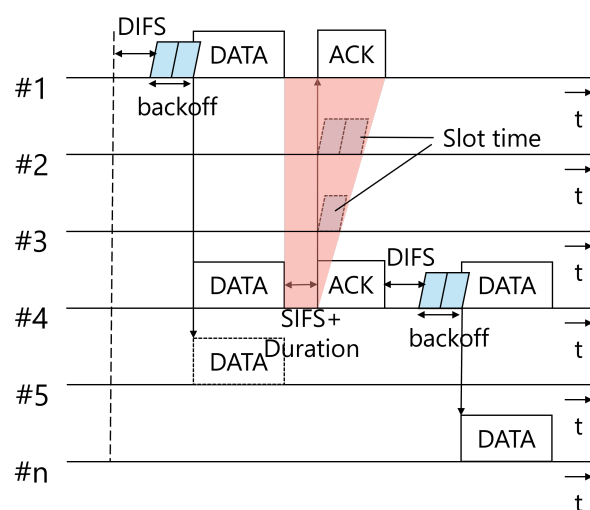 DIFS
DATA
ACK
#1
backoff
t
Slot time
#2
t
#3
t
DIFS
DATA
ACK
DATA
#4
SIFS+
Duration
backoff
t
DATA
#5
t
DATA
#n
t